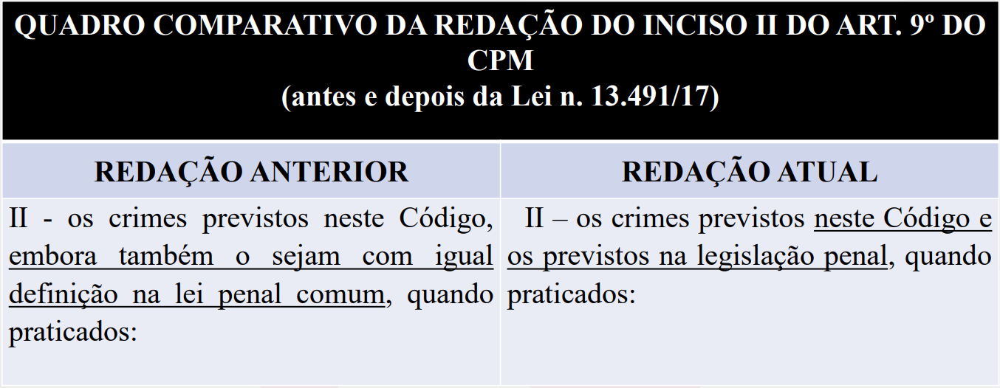 QUADRO COMPARATIVO DA REDAÇÃO DO INCISO II DO ART. 9º DO
CPM
(antes e depois da Lei n. 13.491/17)
REDAÇÃO ANTERIOR
REDAÇÃO ATUAL
II - os crimes previstos neste Código,
embora também o sejam com igual
definição na lei penal comum, quando
praticados:
II – os crimes previstos neste Código e
os previstos na legislação penal, quando
praticados: